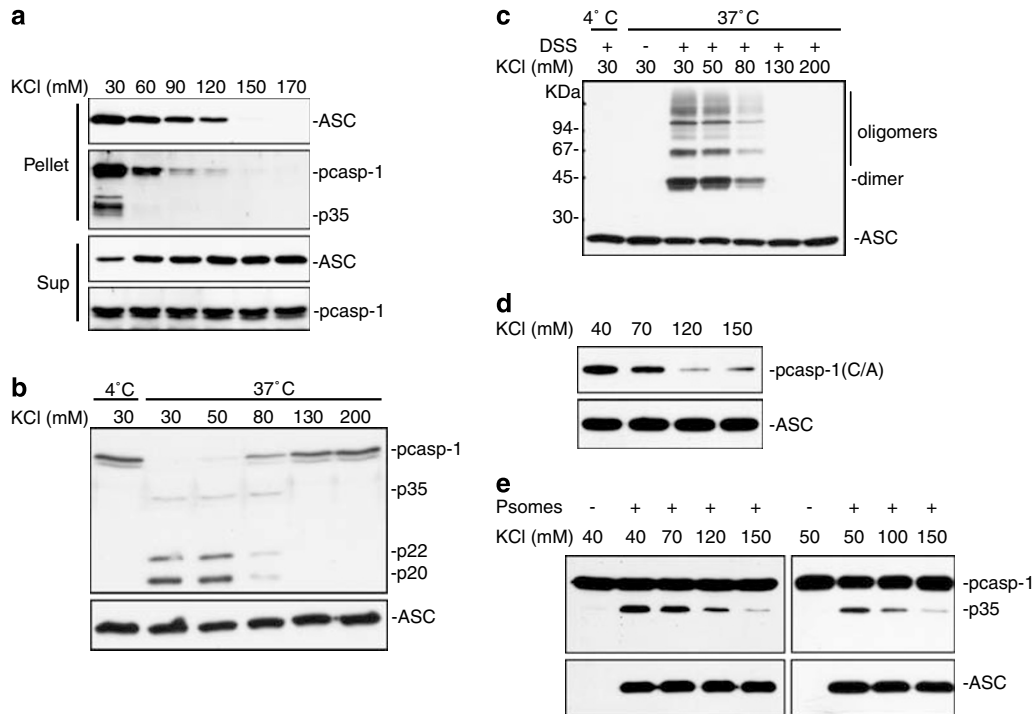 a
KCl (mM) 30 60 90 120 150 170
Pellet
-ASC
-pcasp-1
-p35
Sup
-ASC
-pcasp-1
b
4˚C 37˚C
KCl (mM) 30 30 50 80 130 200
-pcasp-1
-p35
-p22
-p20
-ASC
c
4˚ C 37˚C
DSS + - + + + + +
KCl (mM) 30 30 30 50 80 130 200
KDa
94-
67-
45-
30-
oligomers
-dimer
-ASC
d
KCl (mM) 40 70 120 150
-pcasp-1(C/A)
-ASC
e
Psomes - + + + + - + + +
KCl (mM) 40 40 70 120 150 50 50 100 150
-pcasp-1
-p35
-ASC